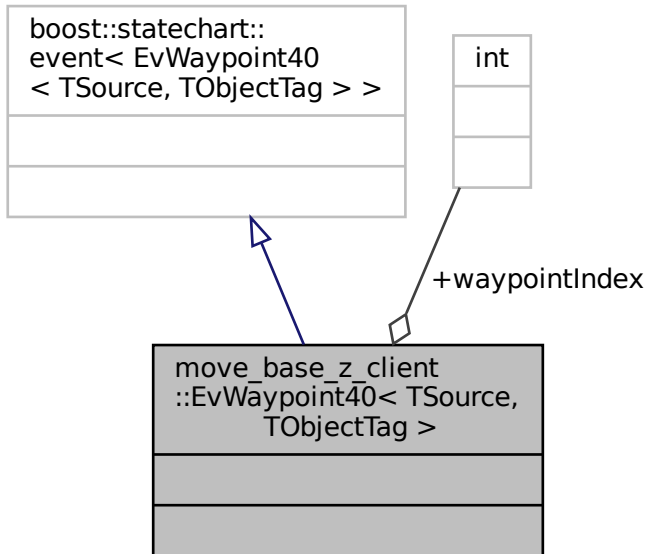 boost::statechart::
event< EvWaypoint40
< TSource, TObjectTag > >
int
+waypointIndex
move_base_z_client
::EvWaypoint40< TSource,
TObjectTag >